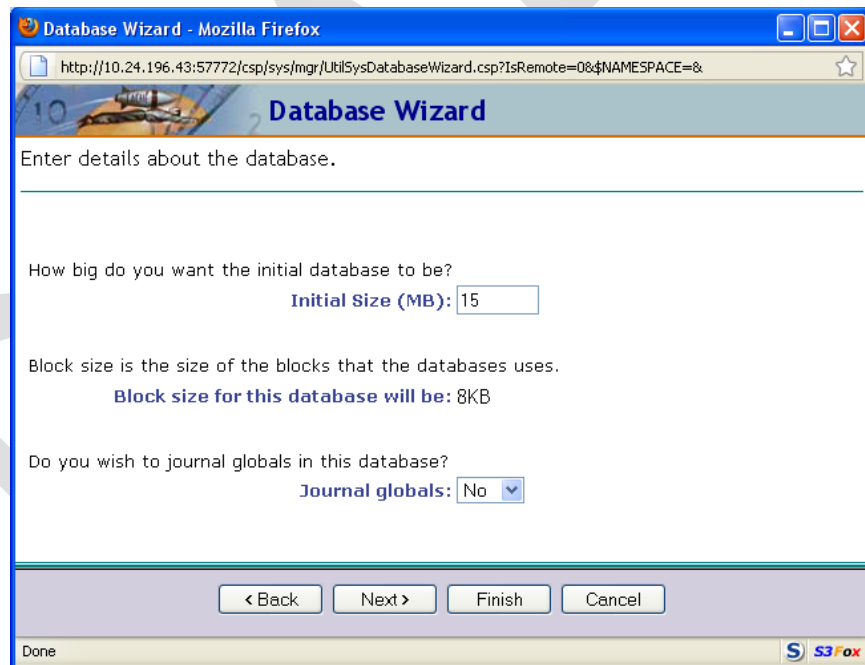 Database Wizard - Mozilla Firefox
http://10.24.196.43:57772/csp/sys/mgr/UtilSysDatabaseWizard.csp?IsRemote=0&$NAMESPACE=&
10
2
Database Wizard
Enter details about the database.
How big do you want the initial database to be?
Initial Size (MB): 15
Block size is the size of the blocks that the databases uses.
Block size for this database will be: 8KB
Do you wish to journal globals in this database?
Journal globals: No
< Back Next > Finish Cancel
Done S S3Fox